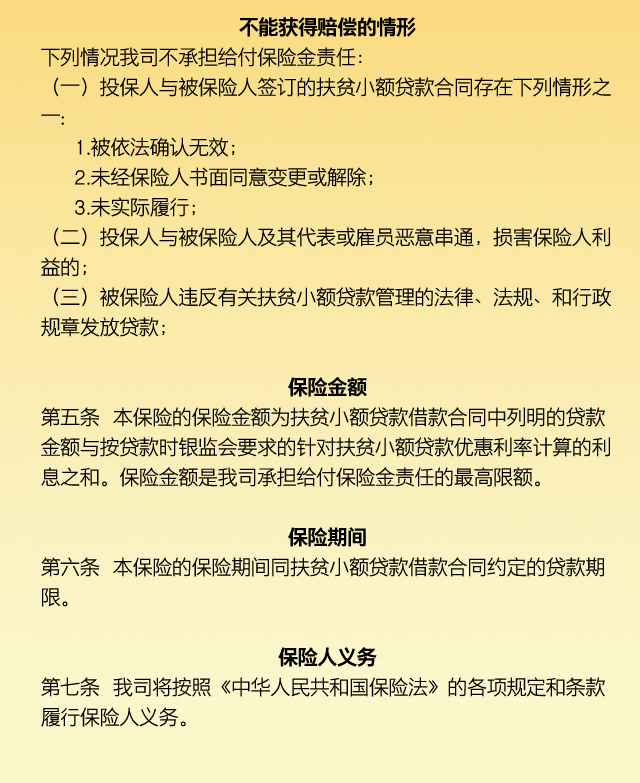 不能获得赔偿的情形
下列情况我司不承担给付保险金责任：
（一）投保人与被保险人签订的扶贫小额贷款合同存在下列情形之
一：
1.被依法确认无效；
2.未经保险人书面同意变更或解除；
3.未实际履行；
（二）投保人与被保险人及其代表或雇员恶意串通，损害保险人利
益的；
（三）被保险人违反有关扶贫小额贷款管理的法律、法规、和行政
规章发放贷款；
保险金额
第五条 本保险的保险金额为扶贫小额贷款借款合同中列明的贷款
金额与按贷款时银监会要求的针对扶贫小额贷款优惠利率计算的利
息之和。保险金额是我司承担给付保险金责任的最高限额。
保险期间
第六条 本保险的保险期间同扶贫小额贷款借款合同约定的贷款期
限。
保险人义务
第七条 我司将按照《中华人民共和国保险法》的各项规定和条款
履行保险人义务。